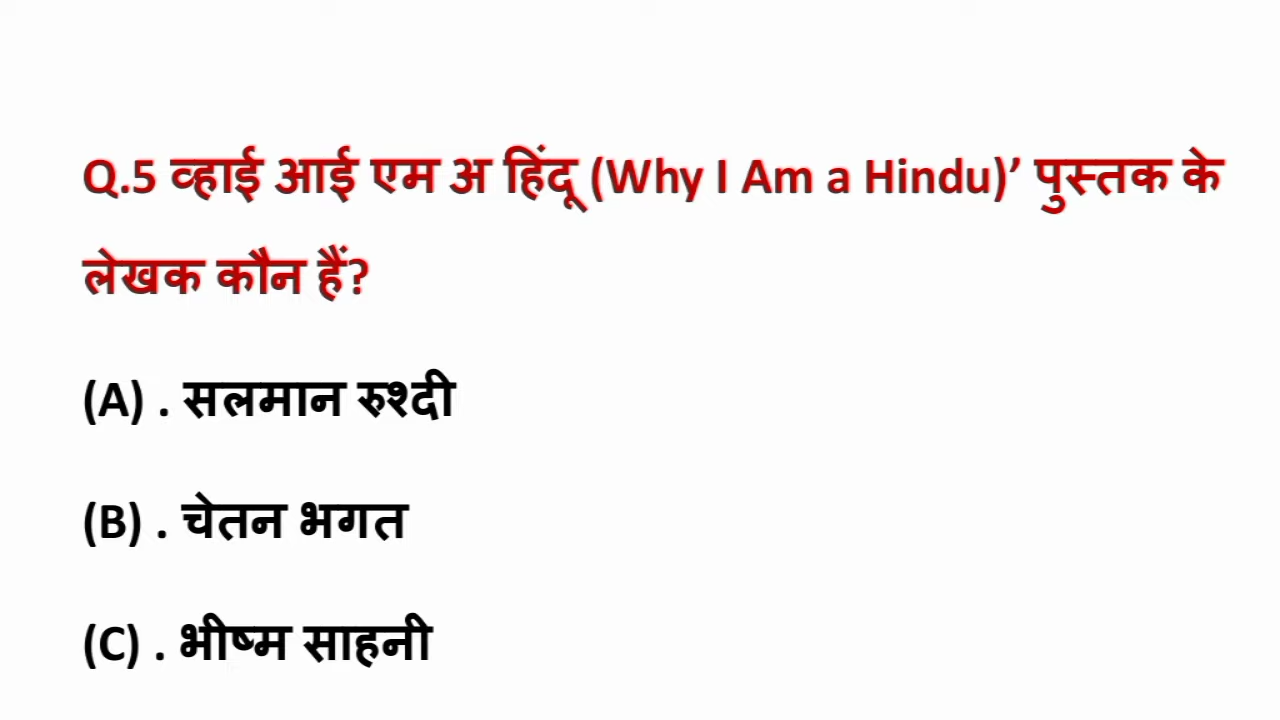 Q.5 व्हाई आई एम अ हिंदू (Why I Am a Hindu)’ पुस्तक के
लेखक कौन हैं?
(A) . सलमान रुश्दी
(B) . चेतन भगत
(C) . भीष्म साहनी